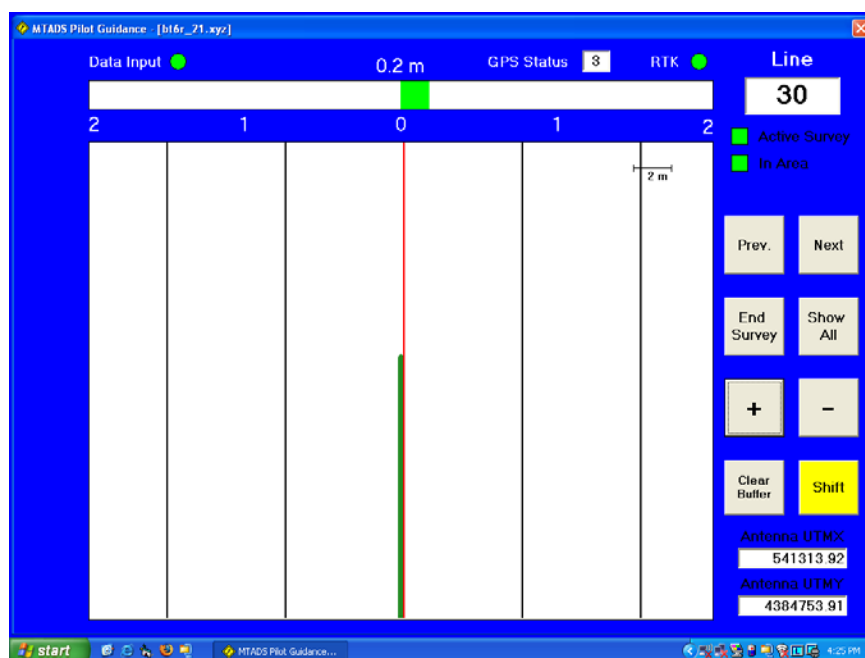 MTADS Pilot Guidance - [bt6r_21.xyz]
Data Input
0.2 m
GPS Status 3
RTK
Line
30
2 1 0 1 2
Active Survey
In Area
2 m
Prev. Next
End Survey
Show All
+ -
Clear Buffer
Shift
Antenna UTMX
541313.92
Antenna UTMY
4384753.91
start
MTADS Pilot Guidance...
4:25 PM